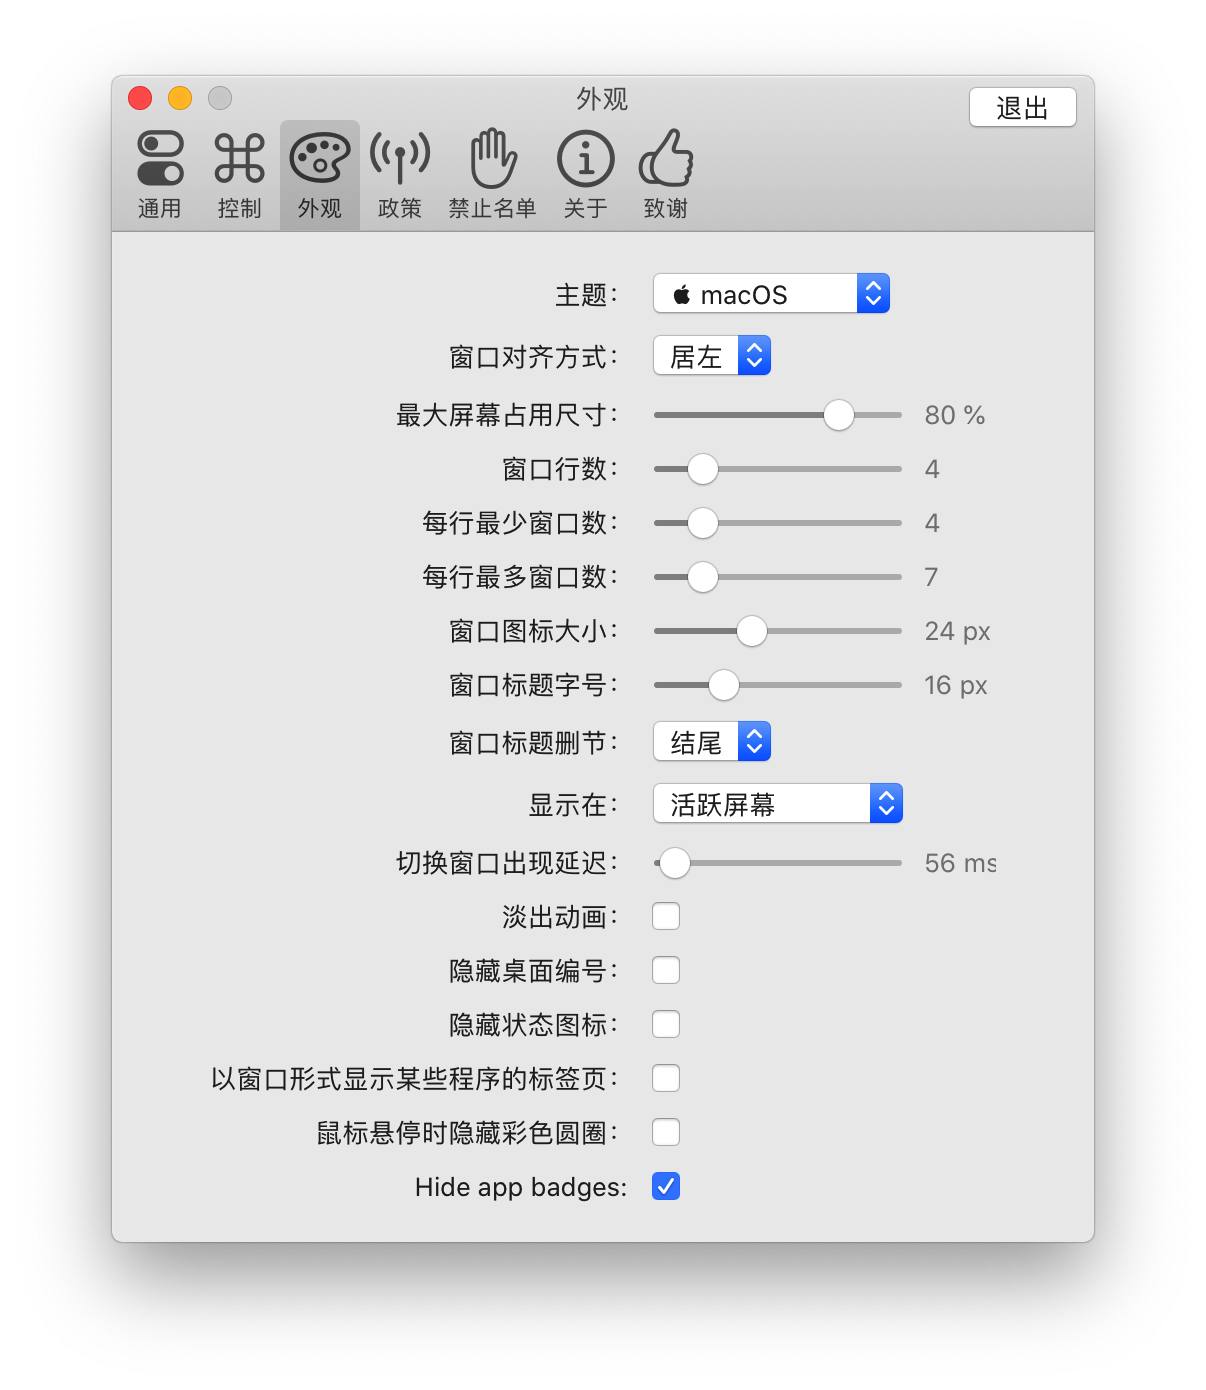 外观
退出
通用 控制 外观 政策 禁止名单 关于 致谢
主题： macOS
窗口对齐方式： 居左
最大屏幕占用尺寸： 80 %
窗口行数： 4
每行最少窗口数： 4
每行最多窗口数： 7
窗口图标大小： 24 px
窗口标题字号： 16 px
窗口标题删节： 结尾
显示在： 活跃屏幕
切换窗口出现延迟： 56 ms
淡出动画：
隐藏桌面编号：
隐藏状态图标：
以窗口形式显示某些程序的标签页：
鼠标悬停时隐藏彩色圆圈：
Hide app badges: